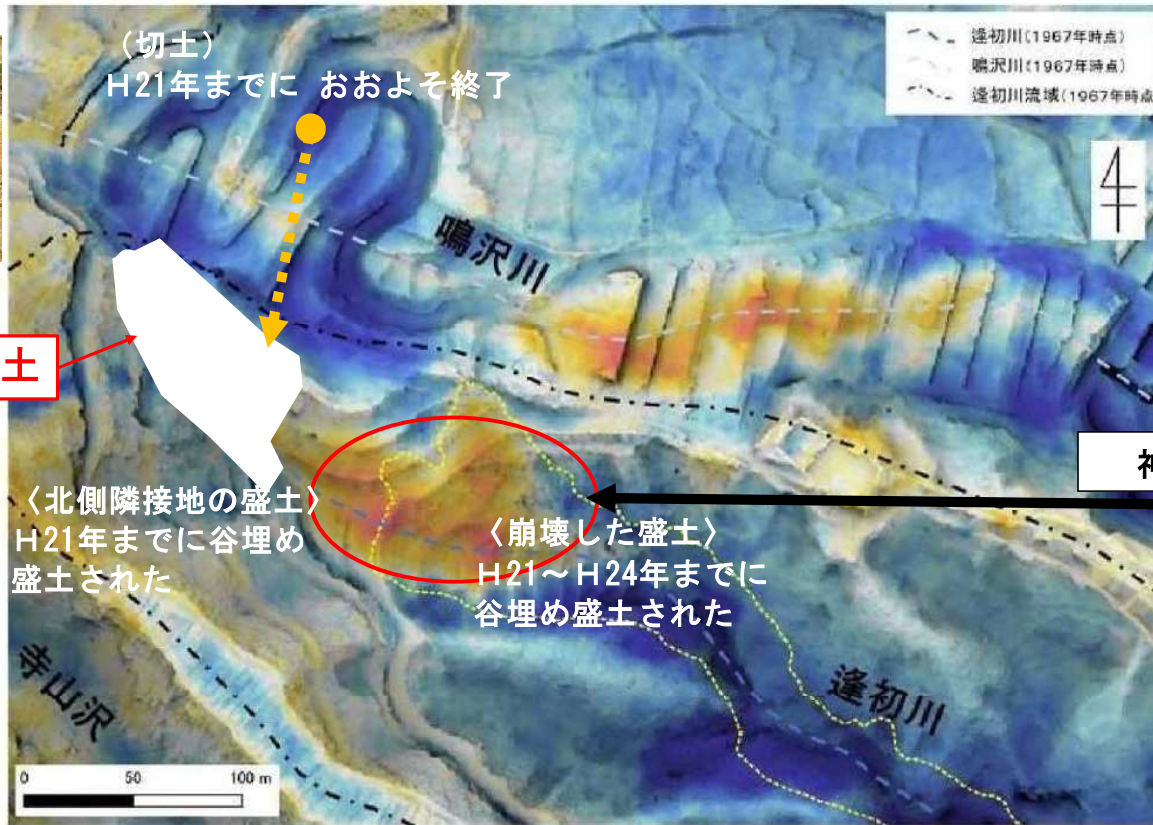 (切土)
H21年までに おおよそ終了
逢初川(1967年時点)
鳴沢川(1967年時点)
逢初川流域(1967年時点
鳴沢川
土
神
〈北側隣接地の盛土〉
H21年までに谷埋め
盛土された
〈崩壊した盛土〉
H21~H24年までに
谷埋め盛土された
寺山沢
逢初川
0 50 100 m